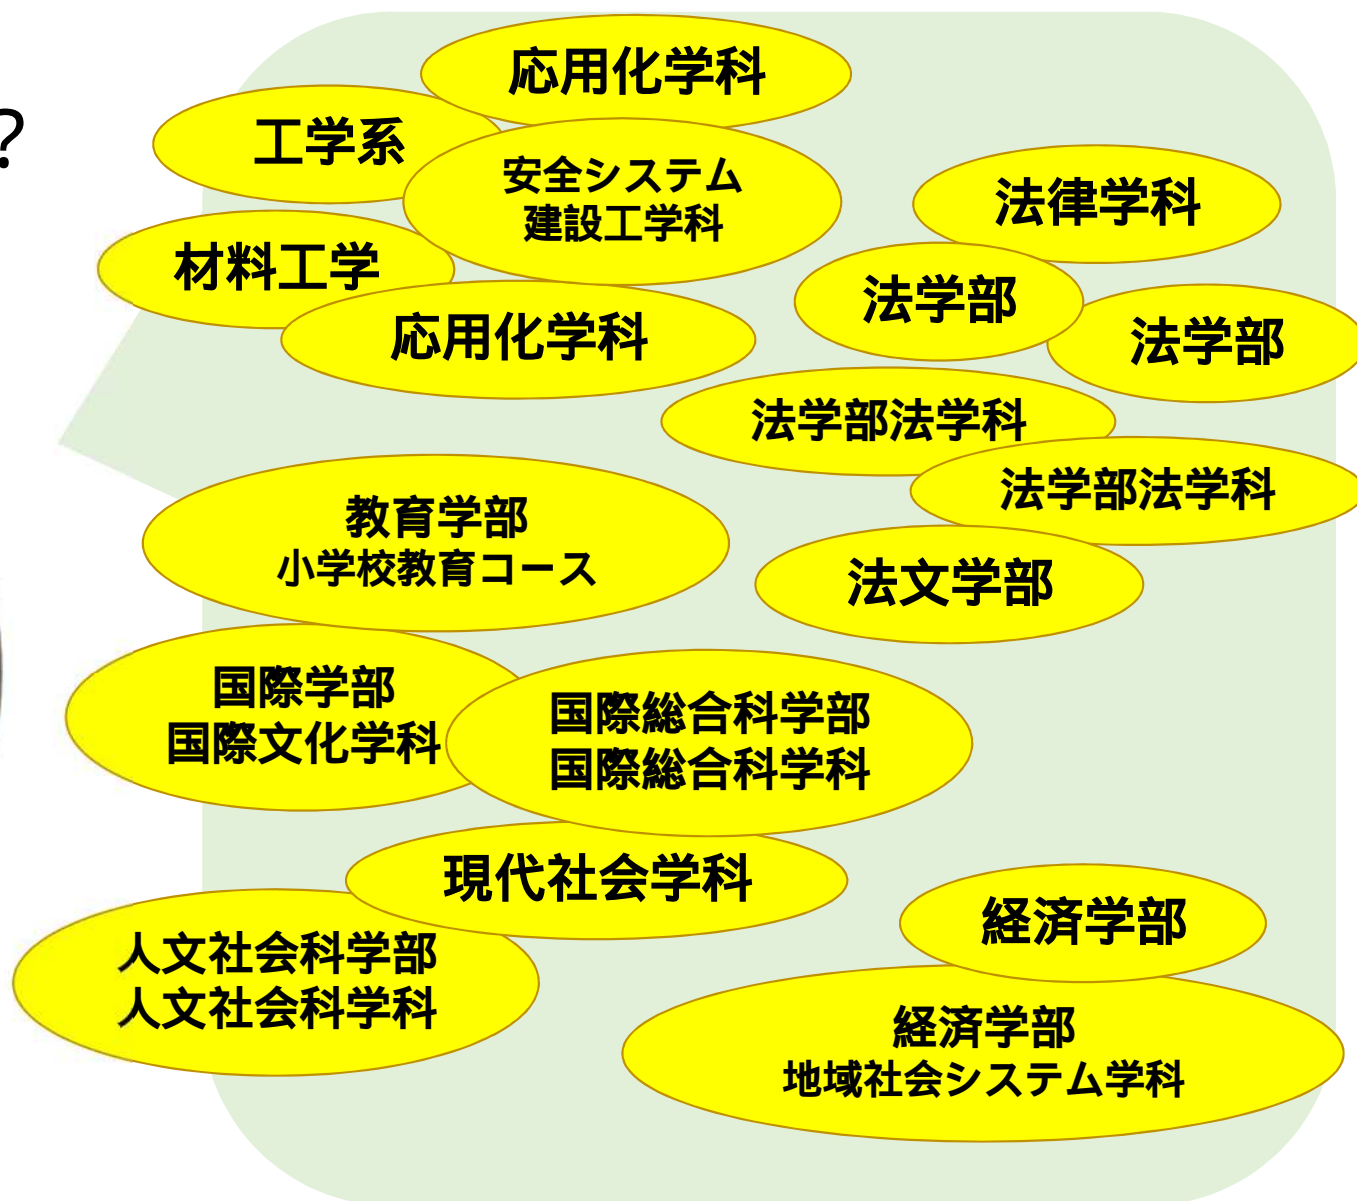 ?
応用化学科
工学系
安全システム
建設工学科
材料工学
応用化学科
法律学科
法学部
法学部
法学部法学科
法学部法学科
法文学部
教育学部
小学校教育コース
国際学部
国際文化学科
国際総合科学部
国際総合科学科
現代社会学科
人文社会科学部
人文社会科学科
経済学部
経済学部
地域社会システム学科